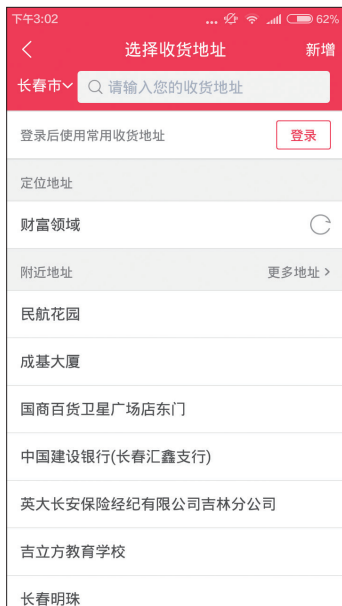 下午3:02 ... 62%
选择收货地址 新增
长春市 请输入您的收货地址
登录后使用常用收货地址 登录
定位地址
财富领域
附近地址 更多地址 >
民航花园
成基大厦
国商百货卫星广场店东门
中国建设银行(长春汇鑫支行)
英大长安保险经纪有限公司吉林分公司
吉立方教育学校
长春明珠